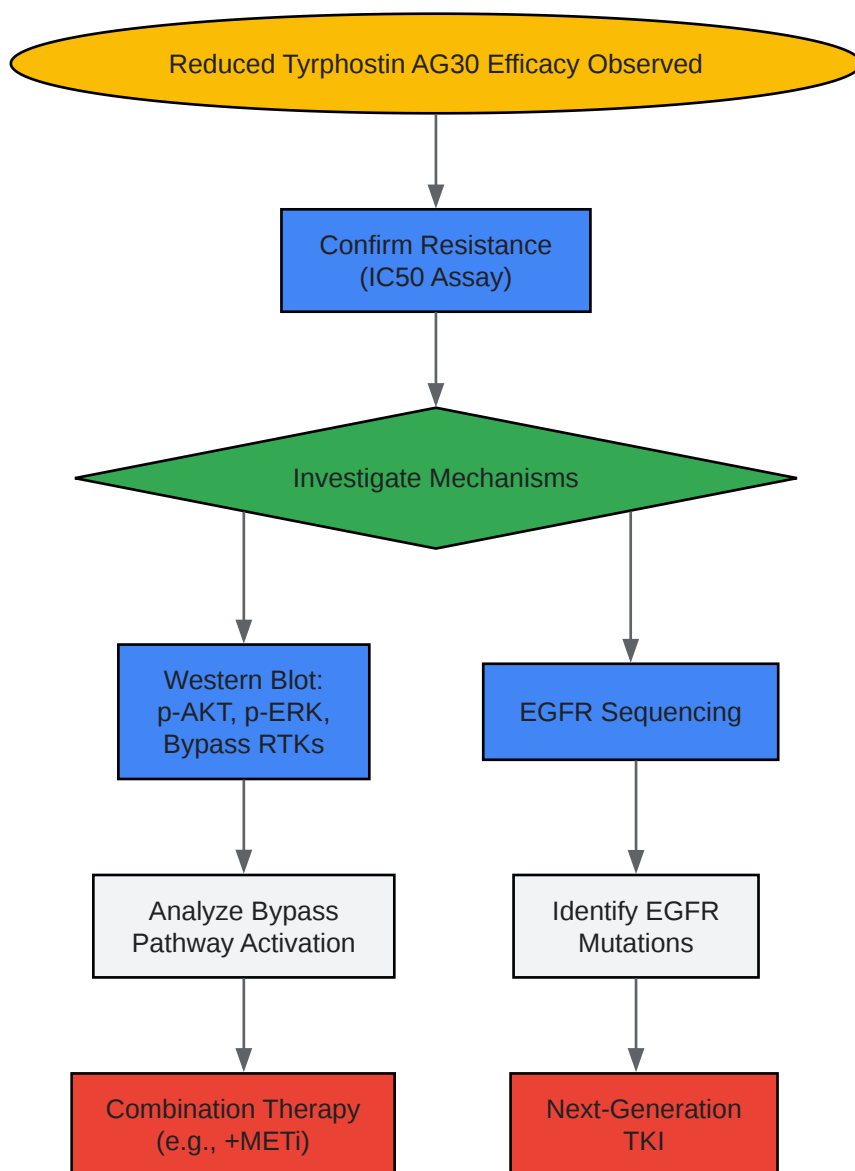 Reduced Tyrphostin AG30 Efficacy Observed
Confirm Resistance
(IC50 Assay)
Investigate Mechanisms
Western Blot:
p-AKT, p-ERK,
Bypass RTKs
EGFR Sequencing
Analyze Bypass
Pathway Activation
Identify EGFR
Mutations
Combination Therapy
(e.g., +METi)
Next-Generation
TKI